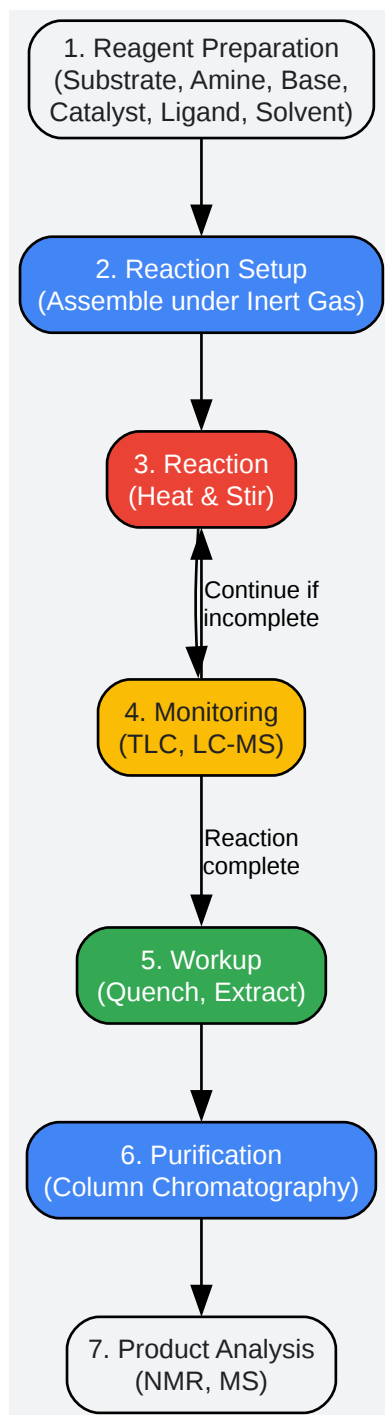 1. Reagent Preparation
(Substrate, Amine, Base,
Catalyst, Ligand, Solvent)
2. Reaction Setup
(Assemble under Inert Gas)
3. Reaction
(Heat & Stir)
Continue if
incomplete
4. Monitoring
(TLC, LC-MS)
Reaction
complete
5. Workup
(Quench, Extract)
6. Purification
(Column Chromatography)
7. Product Analysis
(NMR, MS)